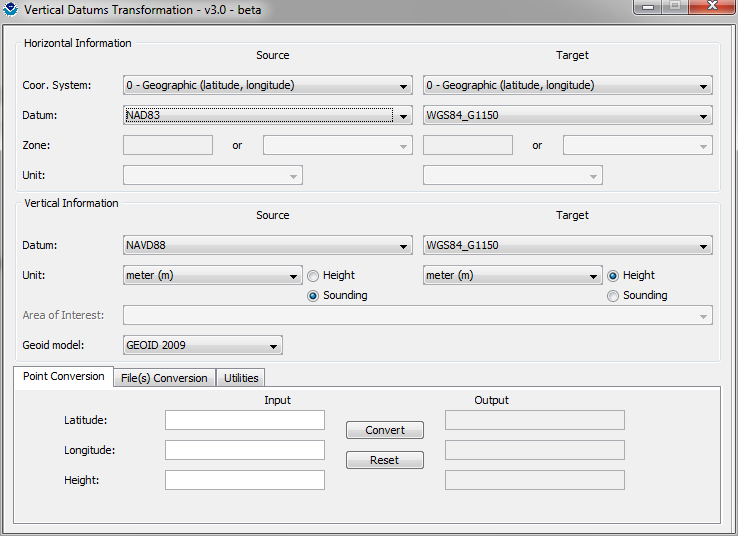 Vertical Datums Transformation - v3.0 - beta
Horizontal Information
Source Target
Coor. System: 0 - Geographic (latitude, longitude) 0 - Geographic (latitude, longitude)
Datum: NAD83 WGS84_G1150
Zone: or or
Unit:
Vertical Information
Source Target
Datum: NAVD88 WGS84_G1150
Unit: meter (m) Height meter (m) Height
Sounding Sounding
Area of Interest:
Geoid model: GEOID 2009
Point Conversion File(s) Conversion Utilities
Input Output
Latitude: Convert
Longitude: Reset
Height: